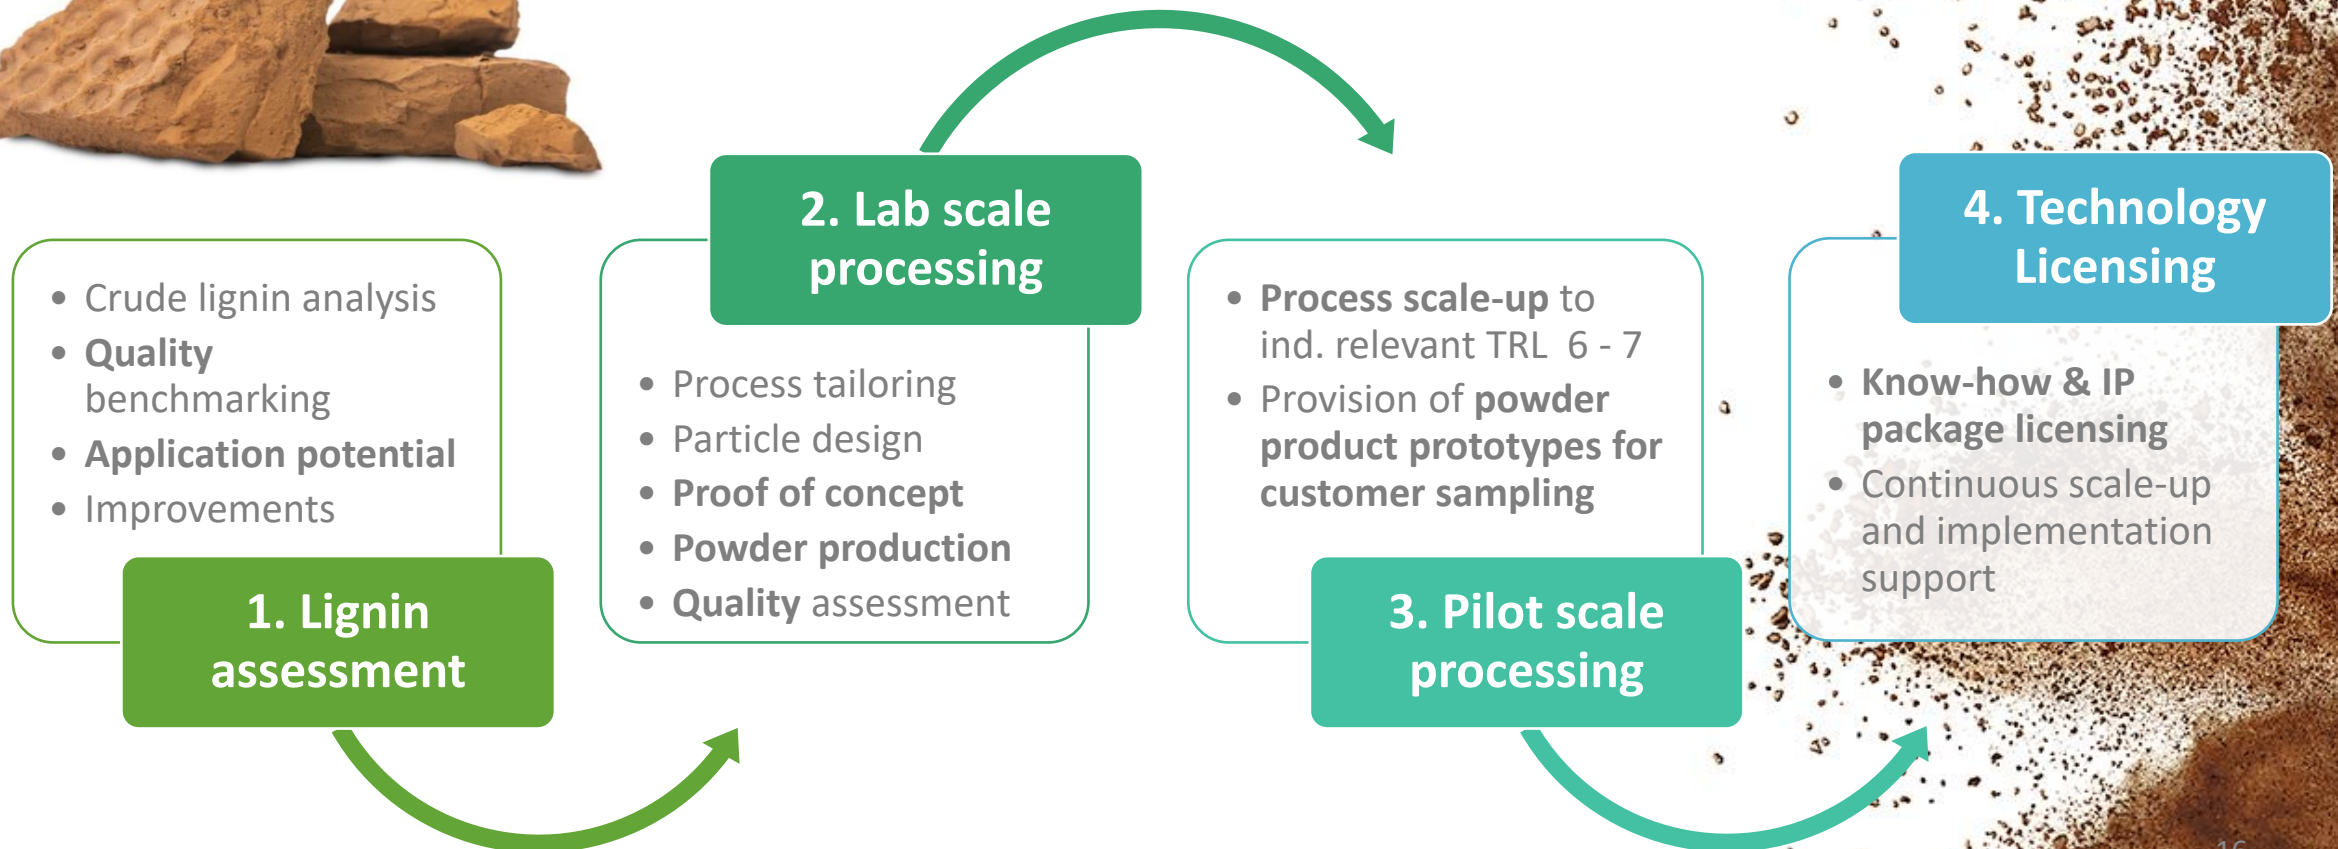 • Crude lignin analysis
• Quality
benchmarking
• Application potential
• Improvements
1. Lignin
assessment
2. Lab scale
processing
• Process tailoring
• Particle design
• Proof of concept
• Powder production
• Quality assessment
• Process scale-up to
ind. relevant TRL 6 - 7
• Provision of powder
product prototypes for
customer sampling
3. Pilot scale
processing
4. Technology
Licensing
• Know-how & IP
package licensing
• Continuous scale-up
and implementation
support
16